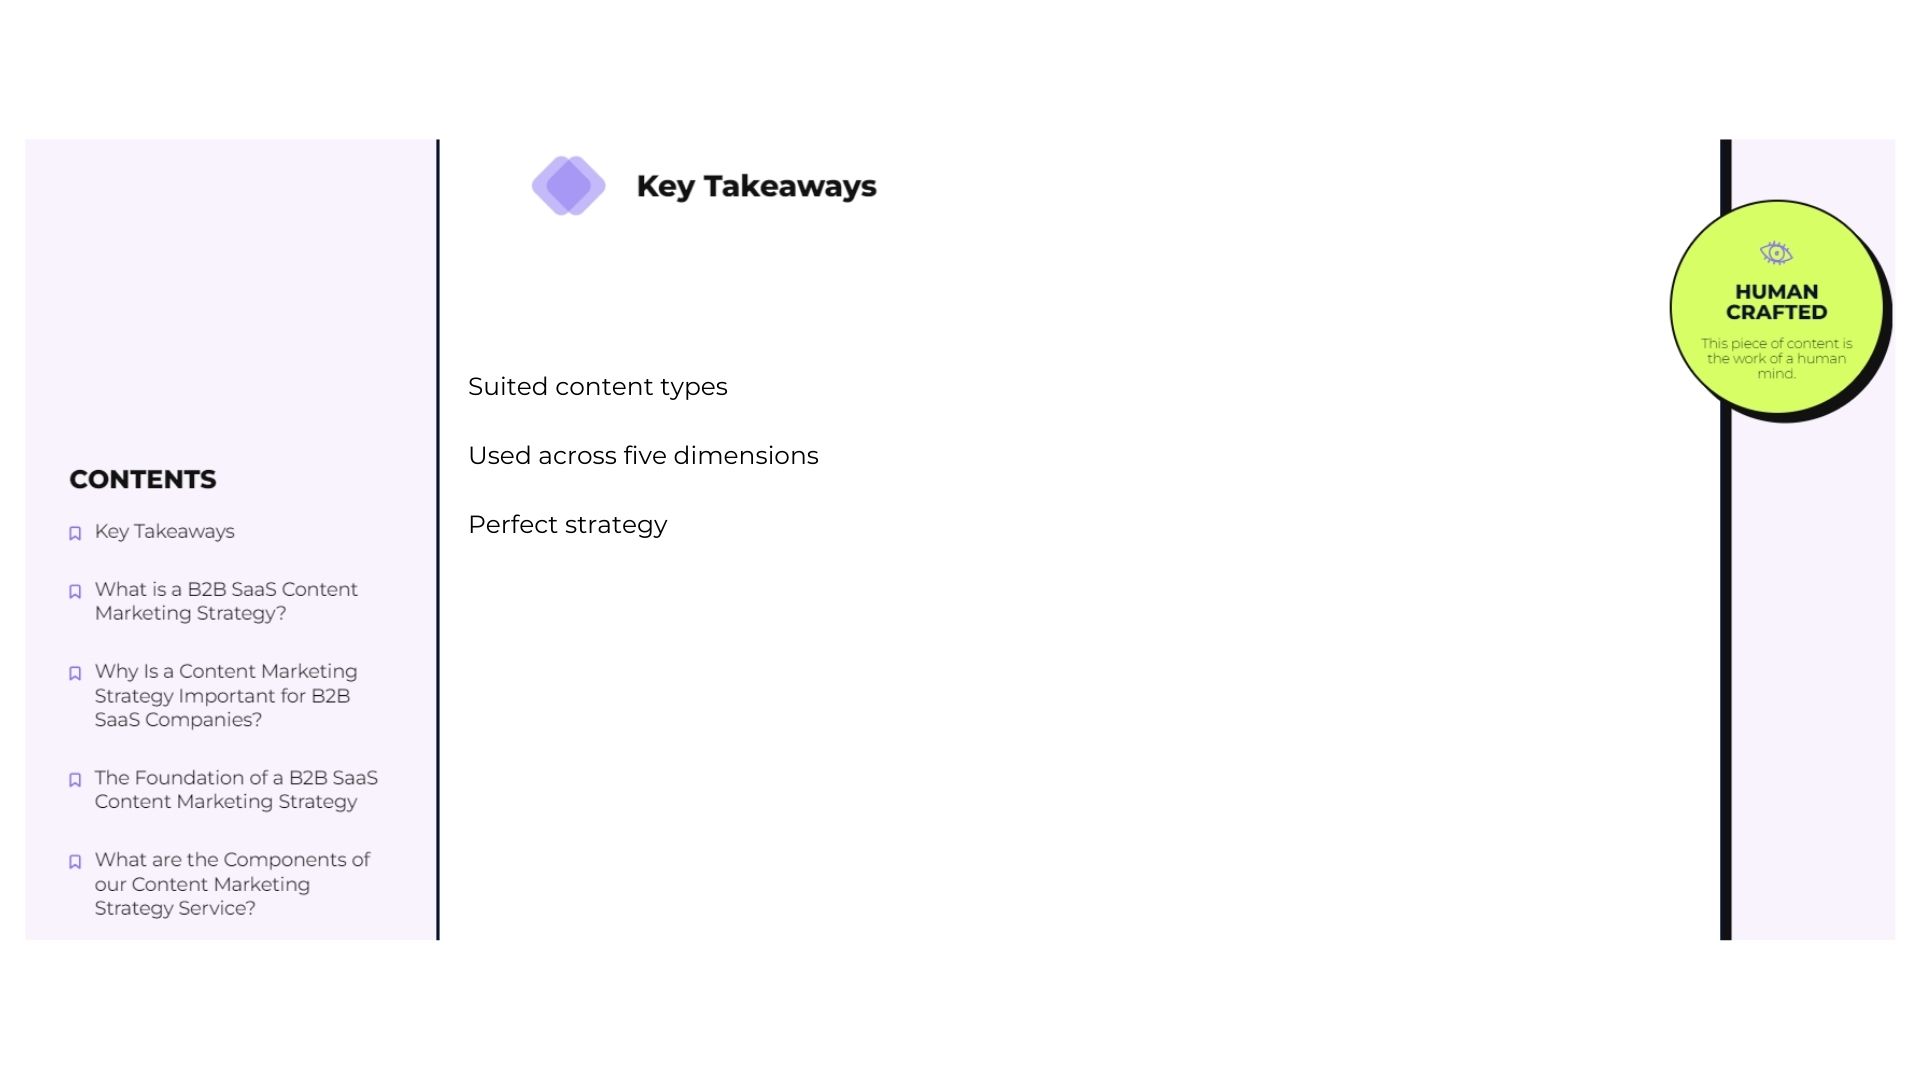 Key Takeaways
HUMAN
CRAFTED
This piece of content is
the work of a human
mind.
Suited content types
Used across five dimensions
Perfect strategy
CONTENTS
Key Takeaways
What is a B2B SaaS Content
Marketing Strategy?
Why Is a Content Marketing
Strategy Important for B2B
SaaS Companies?
The Foundation of a B2B SaaS
Content Marketing Strategy
What are the Components of
our Content Marketing
Strategy Service?